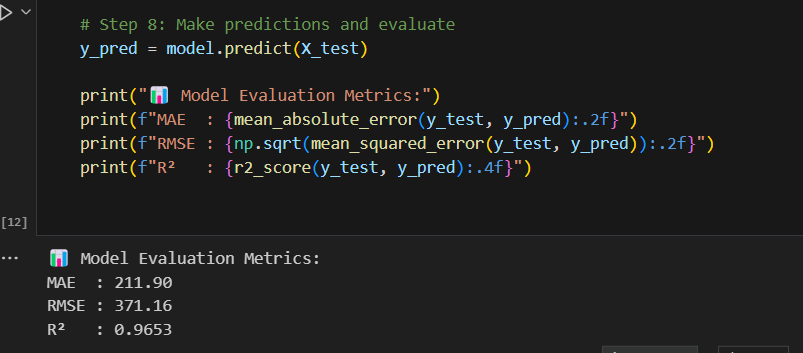 # Step 8: Make predictions and evaluate
y_pred = model.predict(X_test)
print("📊 Model Evaluation Metrics:")
print(f"MAE  : {mean_absolute_error(y_test, y_pred):.2f}")
print(f"RMSE : {np.sqrt(mean_squared_error(y_test, y_pred)):.2f}")
print(f"R²   : {r2_score(y_test, y_pred):.4f}")
[12]
... 📊 Model Evaluation Metrics:
MAE  : 211.90
RMSE : 371.16
R²   : 0.9653